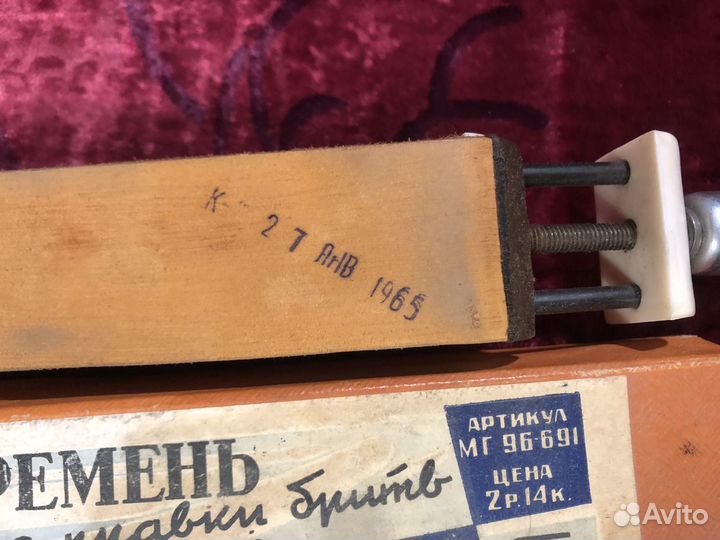 К 27 ЯНВ 1965
РЕМЕНЬ
правки бритв
АРТИКУЛ
МГ 96-691
ЦЕНА
2р.14к.
Avito